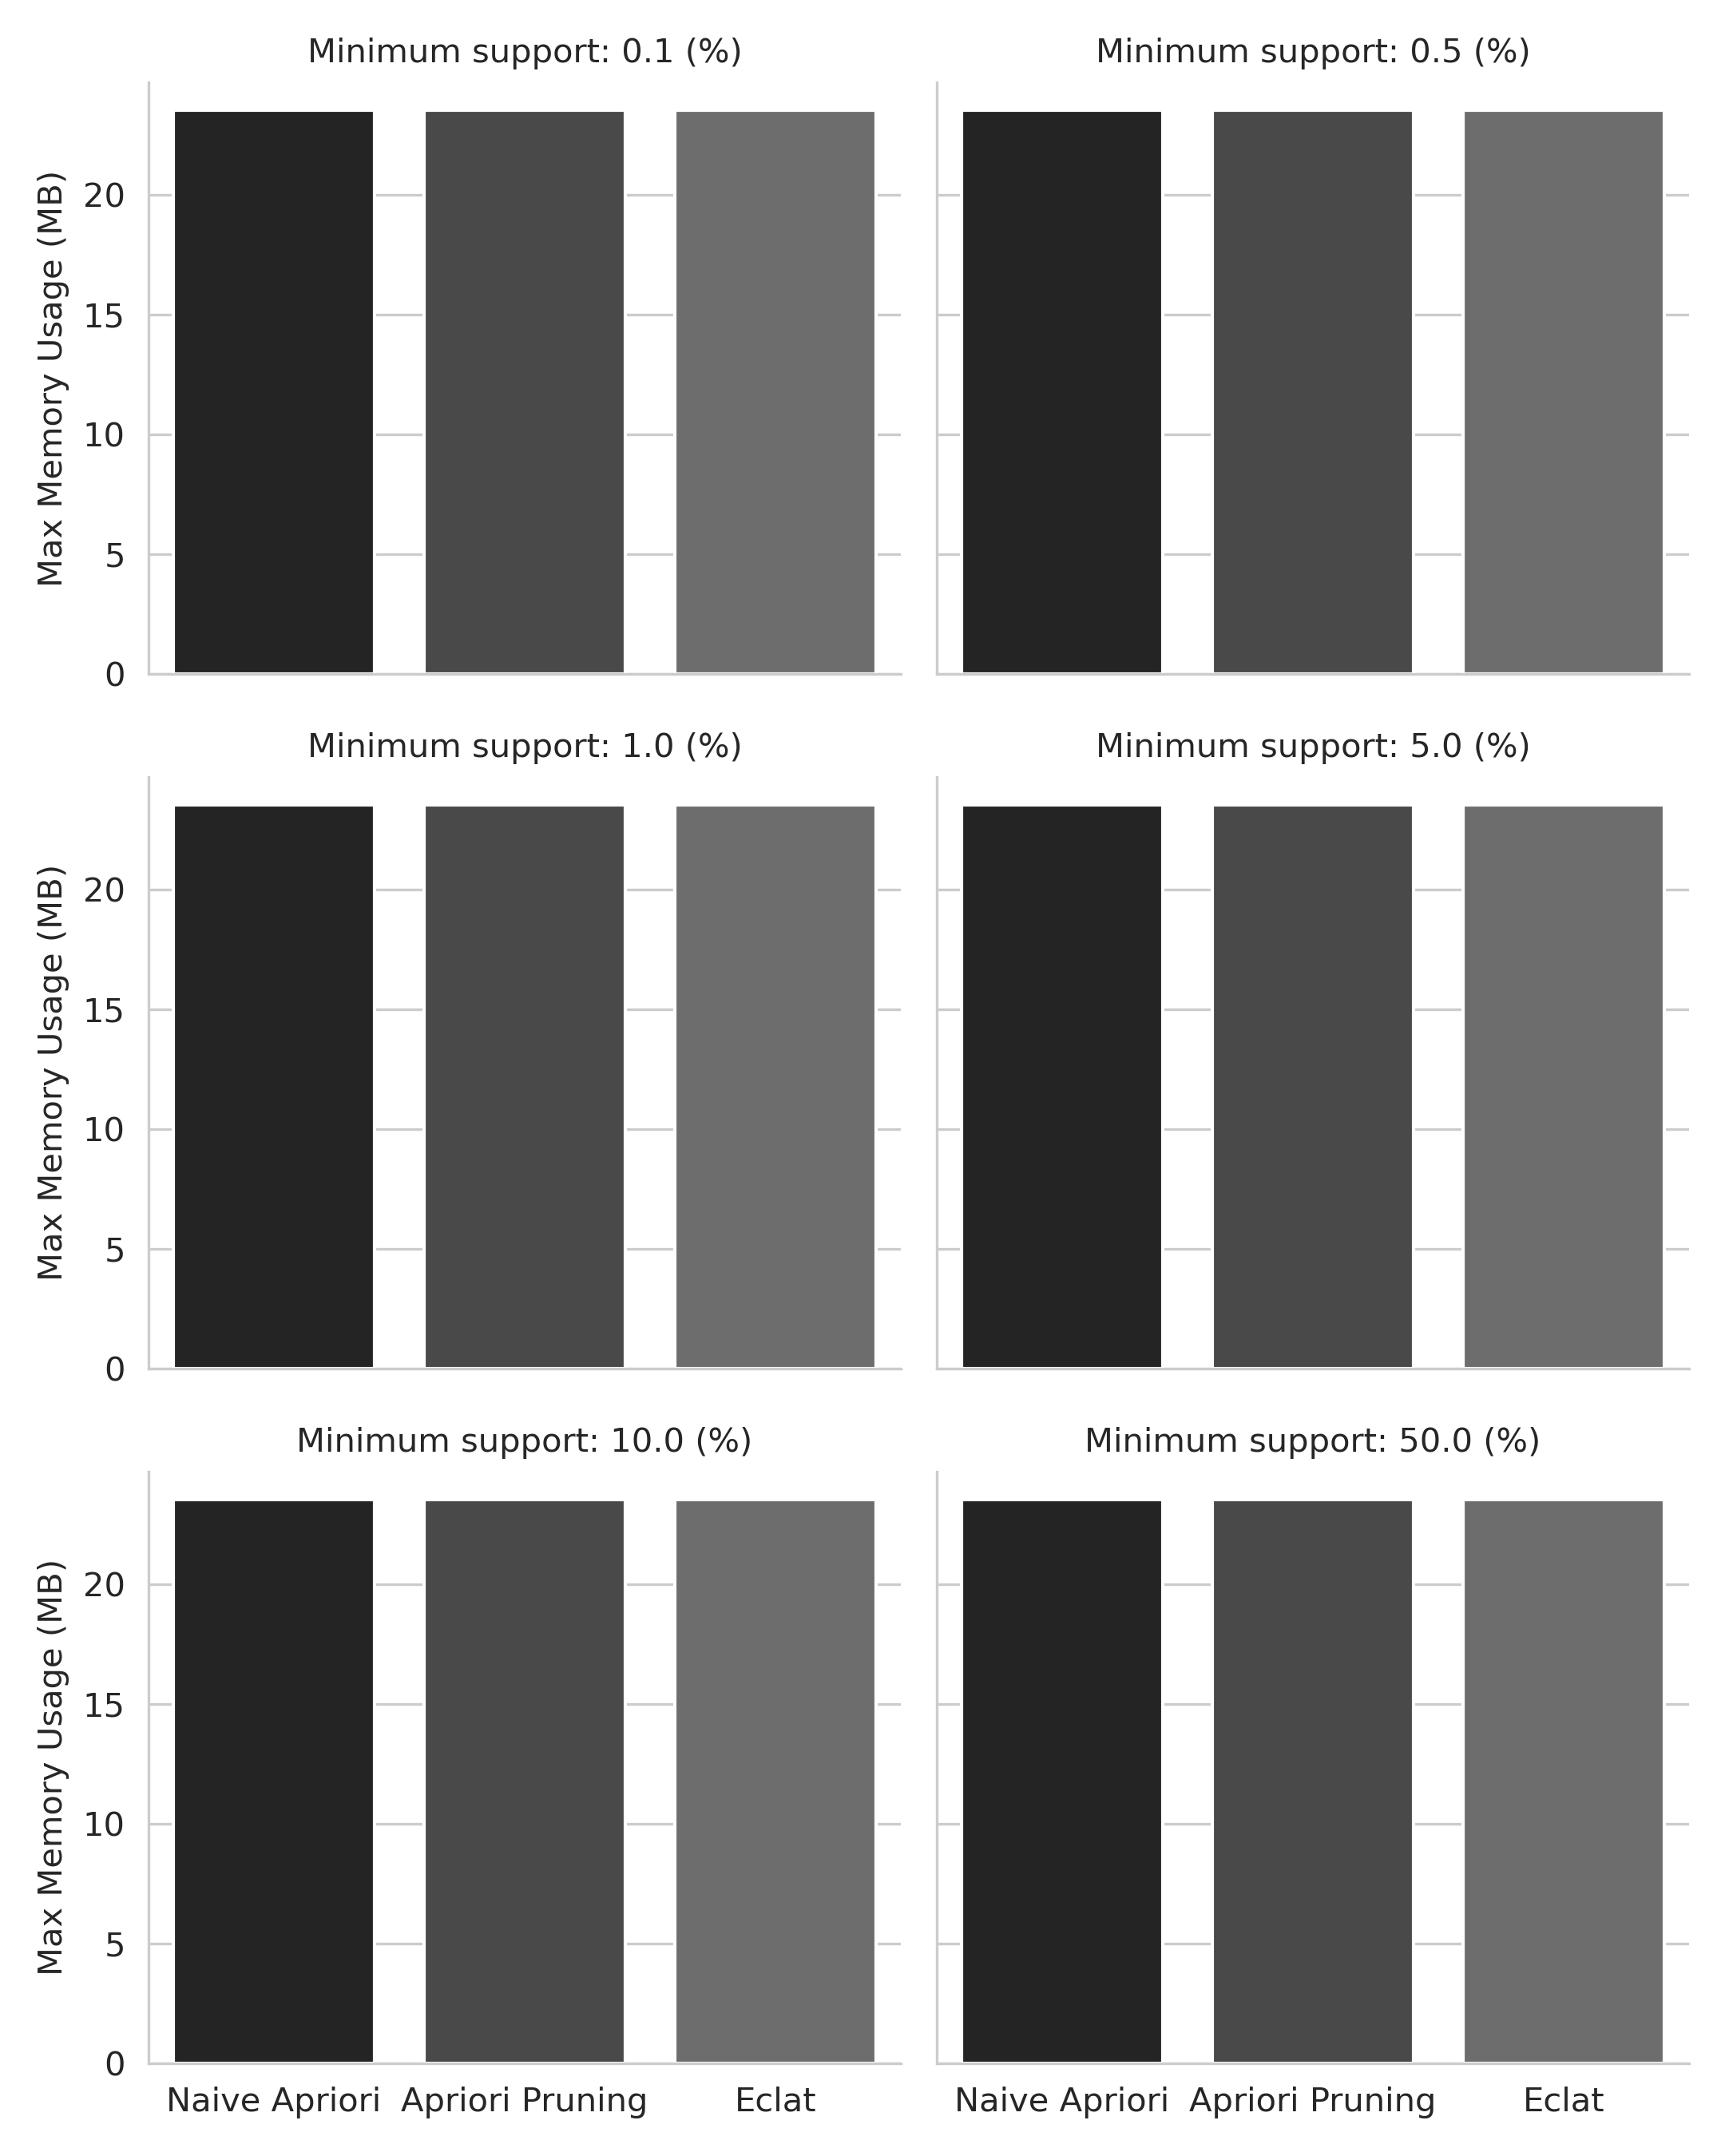 Minimum support: 0.1 (%)
Minimum support: 0.5 (%)
Max Memory Usage (MB)
20
15
10
5
0
Minimum support: 1.0 (%)
Minimum support: 5.0 (%)
Max Memory Usage (MB)
20
15
10
5
0
Minimum support: 10.0 (%)
Minimum support: 50.0 (%)
Max Memory Usage (MB)
20
15
10
5
0
Naive Apriori Apriori Pruning Eclat
Naive Apriori Apriori Pruning Eclat